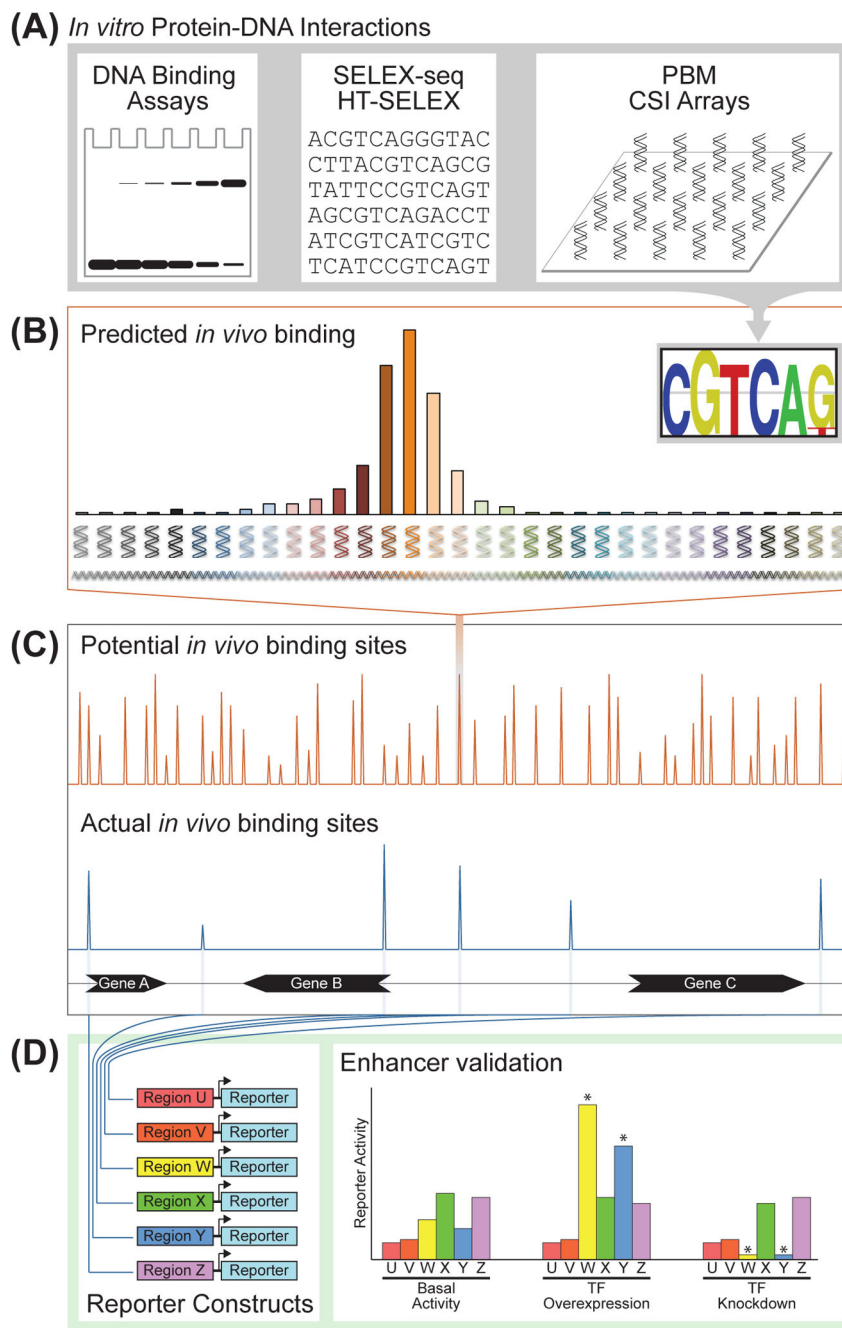 (A) In vitro Protein-DNA Interactions
DNA Binding
Assays
SELEX-seq
HT-SELEX
ACGTCAGGGTAC
CTTACGTCAGCG
TATTCCGTCAGT
AGCGTCAGACCT
ATCGTCATCGTC
TCATCCGTCAGT
PBM
CSI Arrays
(B) Predicted in vivo binding
CGTCAG
T
(C) Potential in vivo binding sites
Actual in vivo binding sites
Gene A
Gene B
Gene C
(D)
Region U Reporter
Region V Reporter
Region W Reporter
Region X Reporter
Region Y Reporter
Region Z Reporter
Reporter Constructs
Enhancer validation
Reporter Activity
* * * *
U V W X Y Z U V W X Y Z U V W X Y Z
Basal
Activity
TF
Overexpression
TF
Knockdown